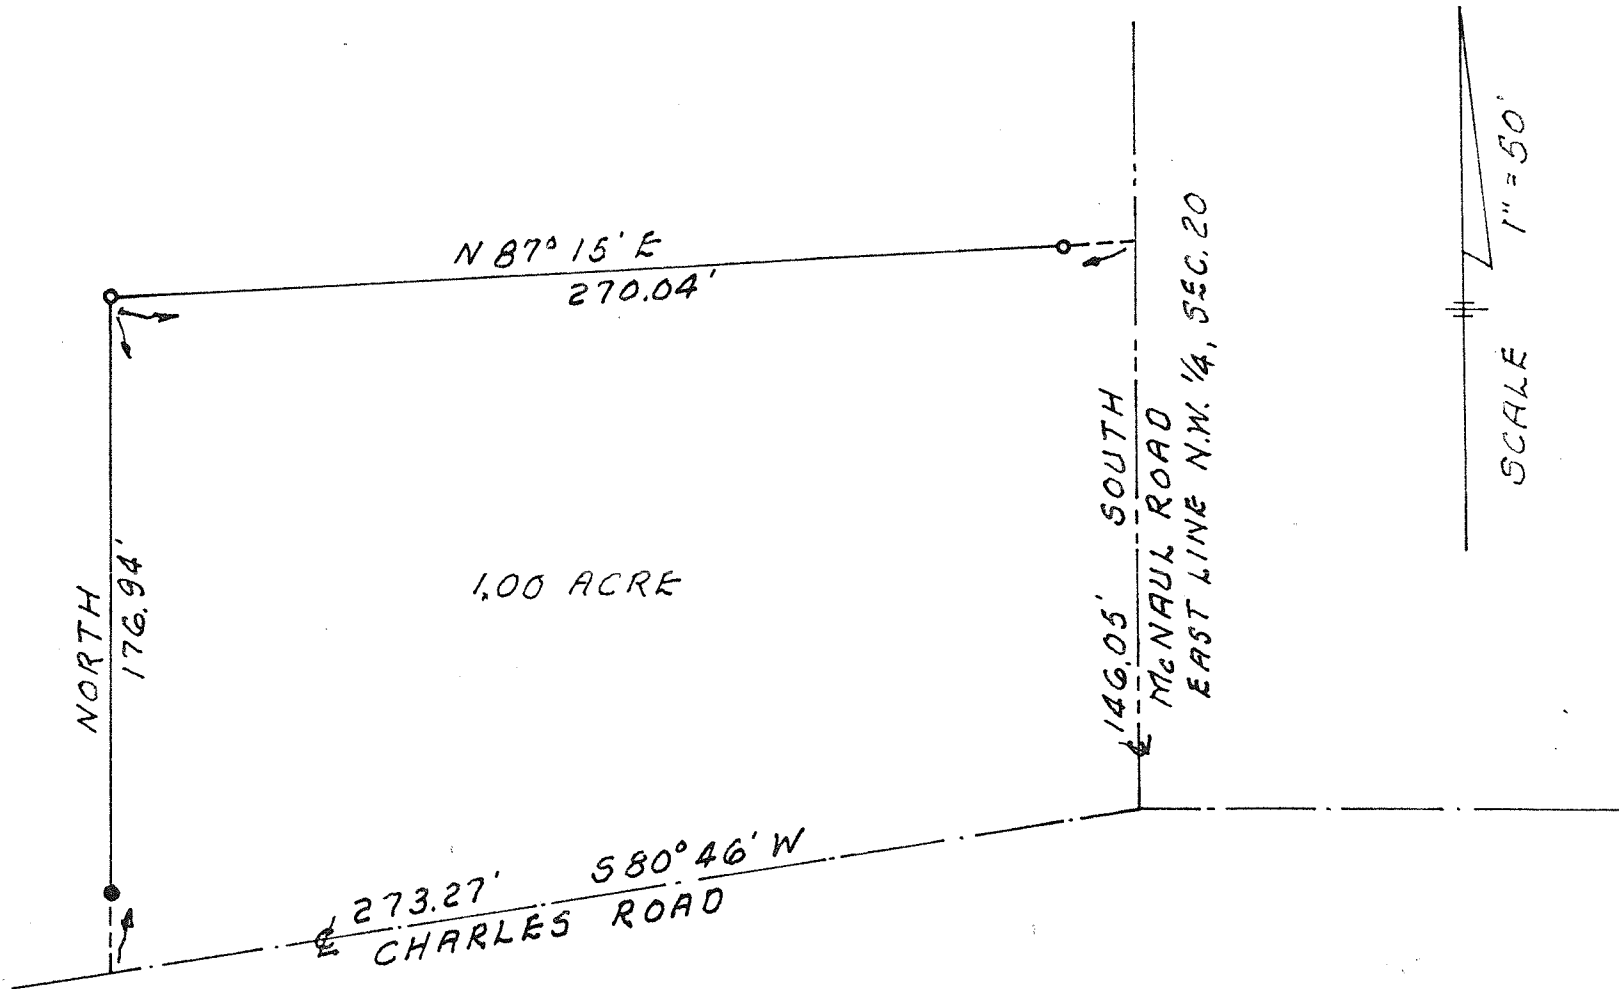 N 87° 15' E
270.04'
NORTH
176.94'
1.00 ACRE
146.05' SOUTH
McNAUL ROAD
EAST LINE N.W. 1/4, SEC. 20
SCALE 1" = 50'
273.27' S 80° 46' W
℄ CHARLES ROAD
℄